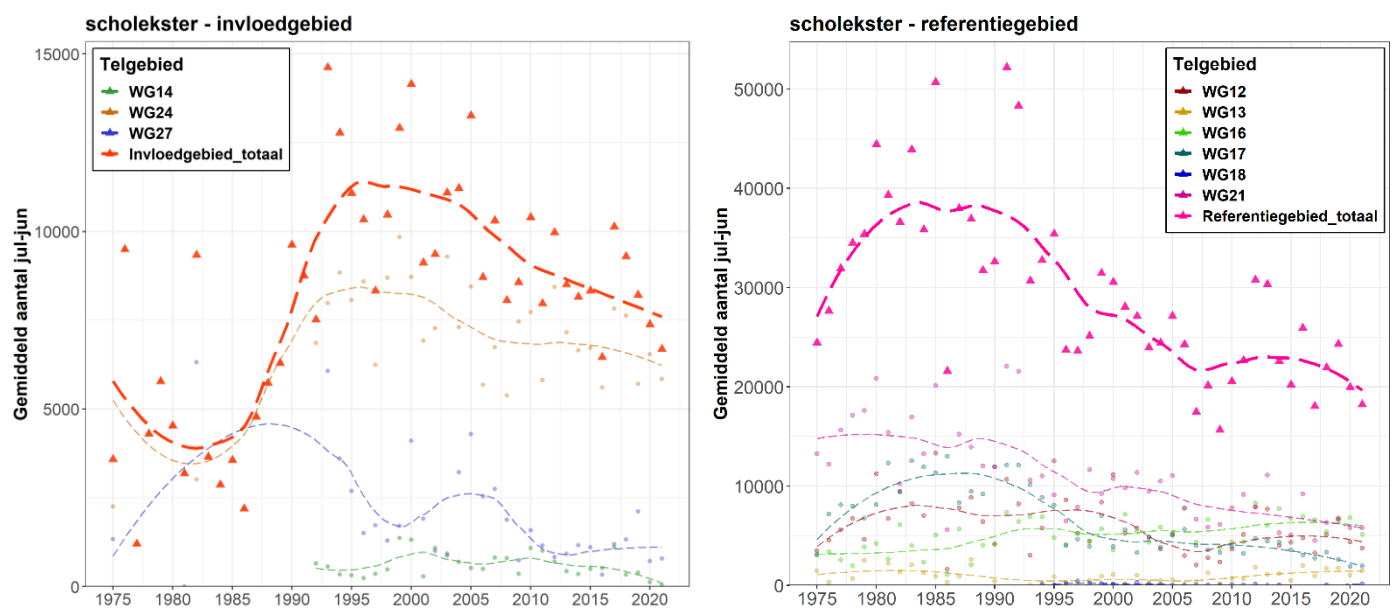 scholekster - invloedgebied
Gemiddeld aantal jul-jun
15000
10000
5000
0
Telgebied
WG14
WG24
WG27
Invloedgebied_totaal
1975 1980 1985 1990 1995 2000 2005 2010 2015 2020
scholekster - referentiegebied
Gemiddeld aantal jul-jun
50000
40000
30000
20000
10000
0
Telgebied
WG12
WG13
WG16
WG17
WG18
WG21
Referentiegebied_totaal
1975 1980 1985 1990 1995 2000 2005 2010 2015 2020